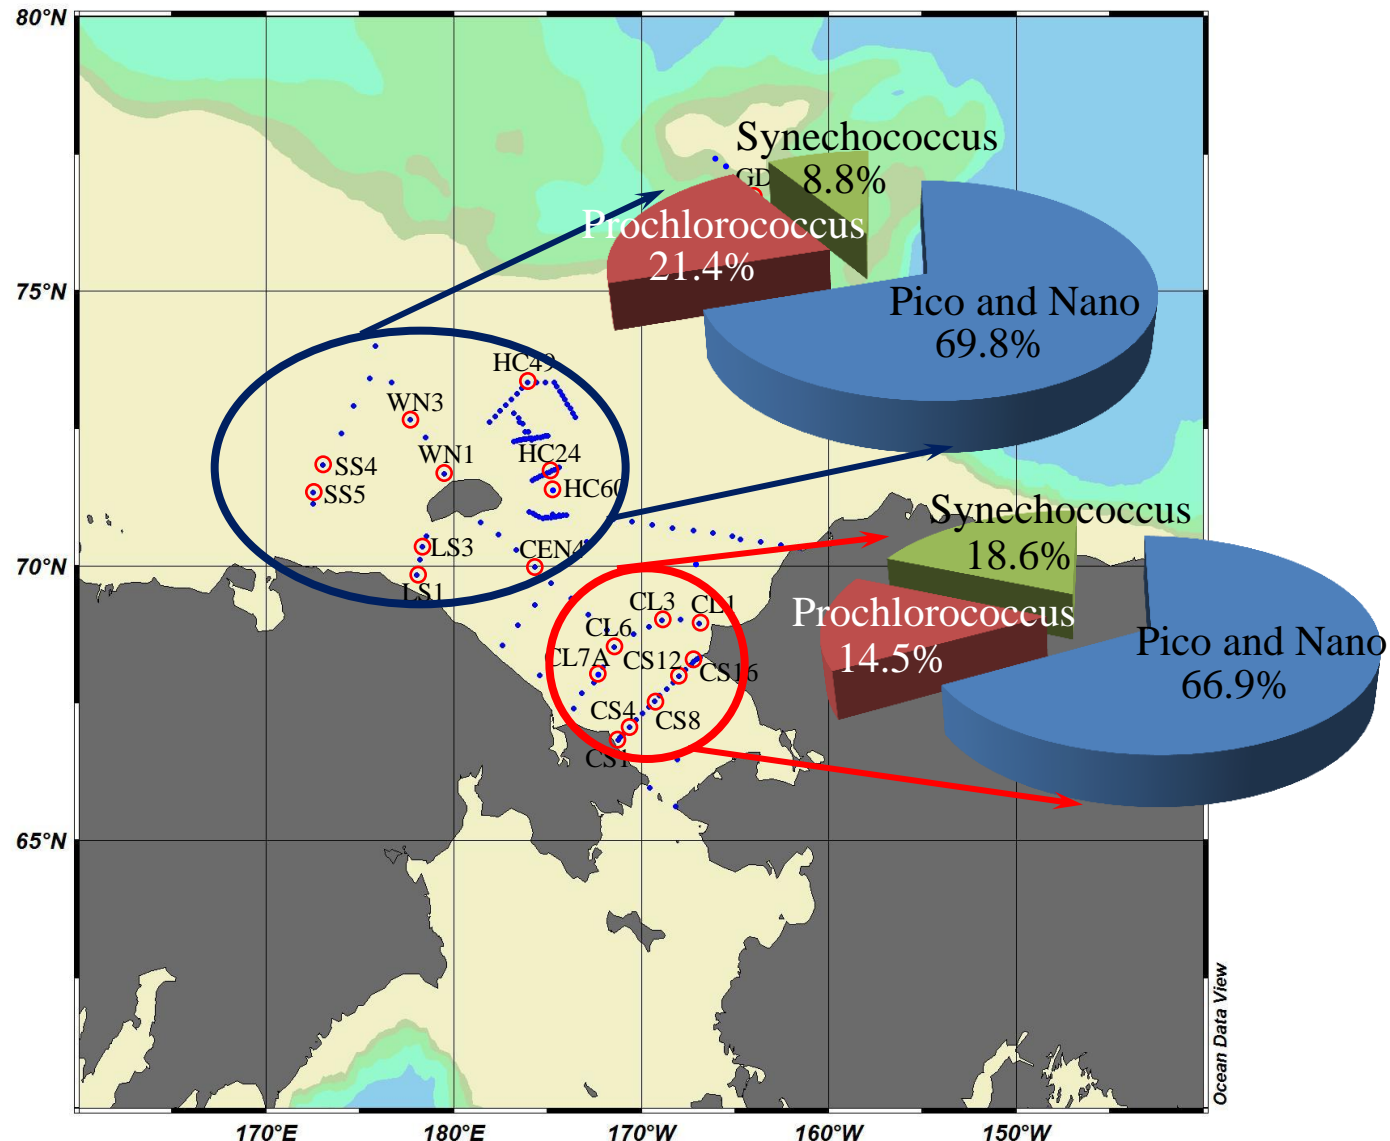 80°N
Synechococcus
8.8%
GD
Prochlorococcus
21.4%
75°N
Pico and Nano
69.8%
HC49
WN3
WN1
HC24
SS4
SS5
HC60
Synechococcus
18.6%
LS3
CEN4
70°N
LS1
CL3
CL1
Prochlorococcus
14.5%
CL6
CL7A
CS12
CS16
Pico and Nano
66.9%
CS4
CS8
CS1
65°N
Ocean Data View
170°E
180°E
170°W
160°W
150°W